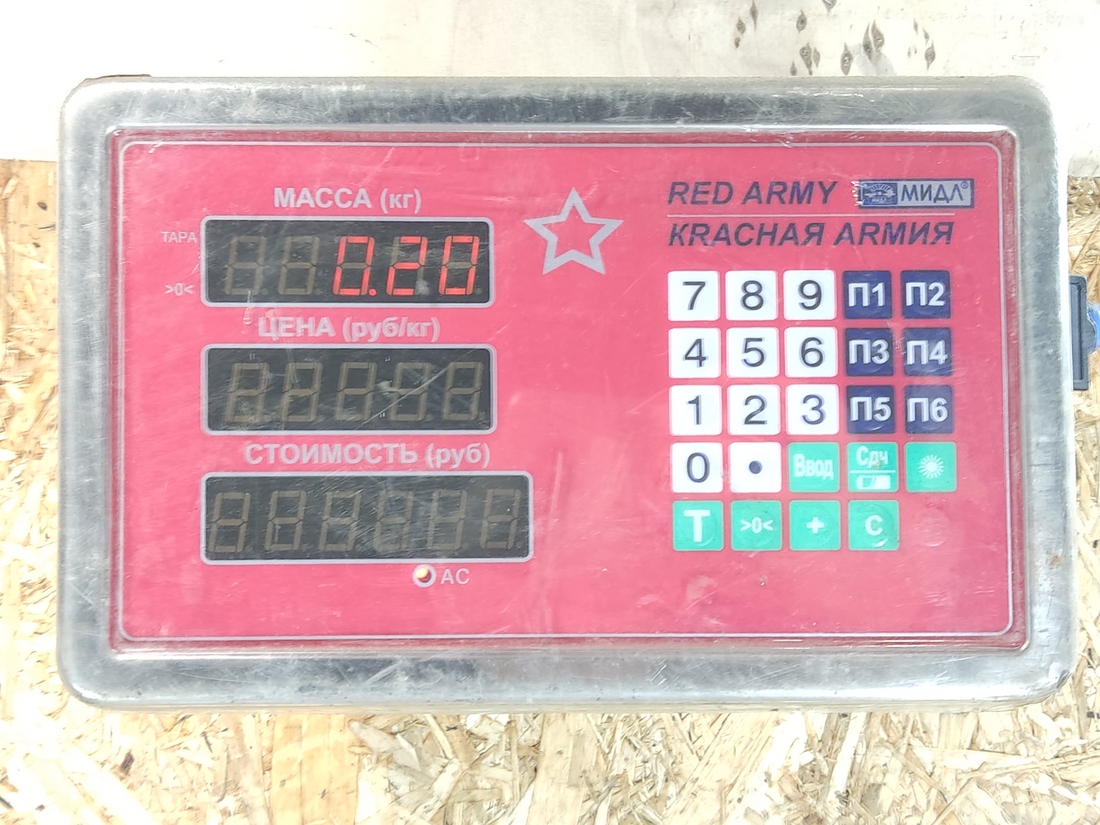 МАССА (кг)
ТАРА
0.20
>0<
ЦЕНА (руб/кг)
СТОИМОСТЬ (руб)
AC
RED ARMY МИДЛ®
КRАСНАЯ АRМИЯ
7 8 9 П1 П2
4 5 6 П3 П4
1 2 3 П5 П6
0 • Ввод Сдч
T >0< + C